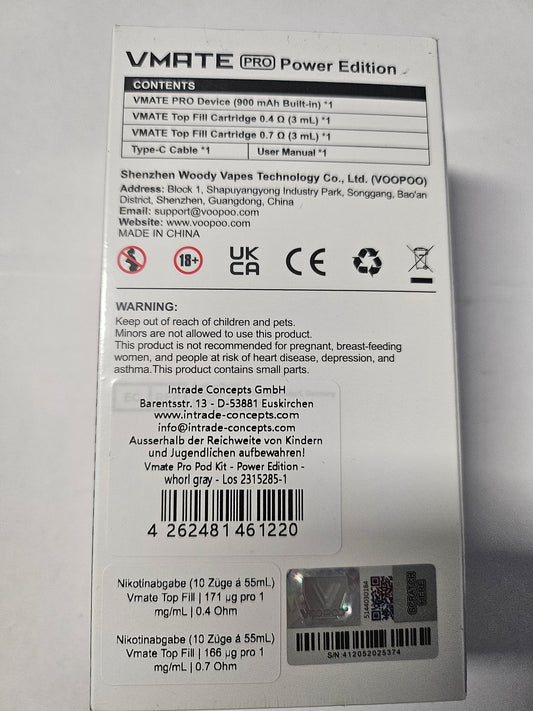 VMATE PRO Power Edition
CONTENTS
VMATE PRO Device (900 mAh Built-in) *1
VMATE Top Fill Cartridge 0.4 Ω (3 mL) *1
VMATE Top Fill Cartridge 0.7 Ω (3 mL) *1
Type-C Cable *1 User Manual *1
Shenzhen Woody Vapes Technology Co., Ltd. (VOOPOO)
Address: Block 1, Shapuyangyong Industry Park, Songgang, Bao'an
District, Shenzhen, Guangdong, China
Email: support@voopoo.com
Website: www.voopoo.com
MADE IN CHINA
18+
UK
CA
CE
WARNING:
Keep out of reach of children and pets.
Minors are not allowed to use this product.
This product is not recommended for pregnant, breast-feeding
women, and people at risk of heart disease, depression, and
asthma.This product contains small parts.
Intrade Concepts GmbH
Barentsstr. 13 - D-53881 Euskirchen
www.intrade-concepts.com
info@intrade-concepts.com
Ausserhalb der Reichweite von Kindern
und Jugendlichen aufbewahren!
Vmate Pro Pod Kit - Power Edition -
whorl gray - Los 2315285-1
4 262481 461220
Nikotinabgabe (10 Züge á 55mL)
Vmate Top Fill | 171 µg pro 1
mg/mL | 0.4 Ohm
Nikotinabgabe (10 Züge á 55mL)
Vmate Top Fill | 166 µg pro 1
mg/mL | 0.7 Ohm
VOOPOO
5144030184
SCRATCH
HERE
S/N:412052025374